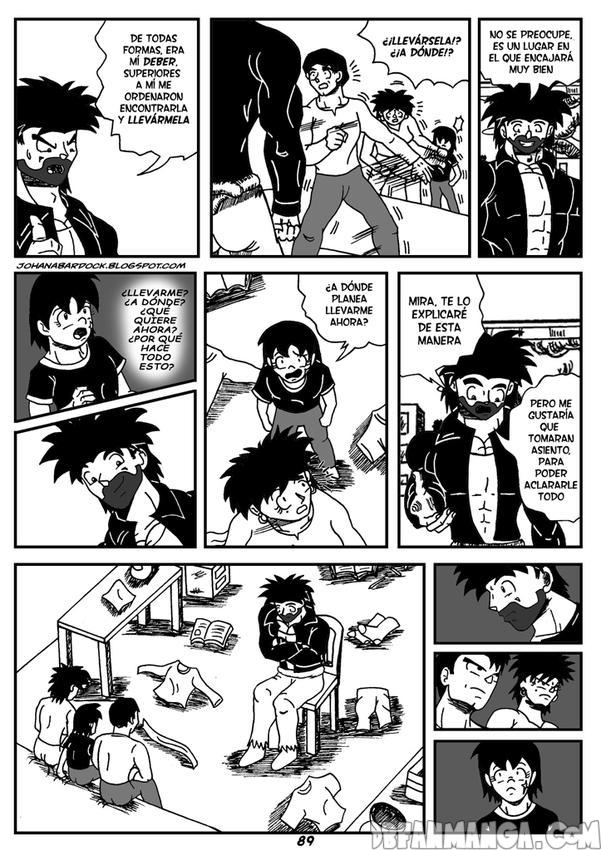 DE TODAS
FORMAS, ERA
MÍ DEBER,
SUPERIORES
A MÍ ME
ORDENARON
ENCONTRARLA
Y LLEVÁRMELA
¿¡LLEVÁRSELA!?
¿¡A DÓNDE!?
NO SE PREOCUPE,
ES UN LUGAR EN
EL QUE ENCAJARÁ
MUY BIEN
JOHANABARDOCK.BLOGSPOT.COM
¿LLEVARME?
¿A DÓNDE?
¿QUE
QUIERE
AHORA?
¿POR QUÉ
HACE
TODO
ESTO?
¿A DÓNDE
PLANEA
LLEVARME
AHORA?
MIRA, TE LO
EXPLICARÉ
DE ESTA
MANERA
PERO ME
GUSTARÍA
QUE
TOMARAN
ASIENTO,
PARA
PODER
ACLARARLE
TODO
89
DBFANMANGA.COM